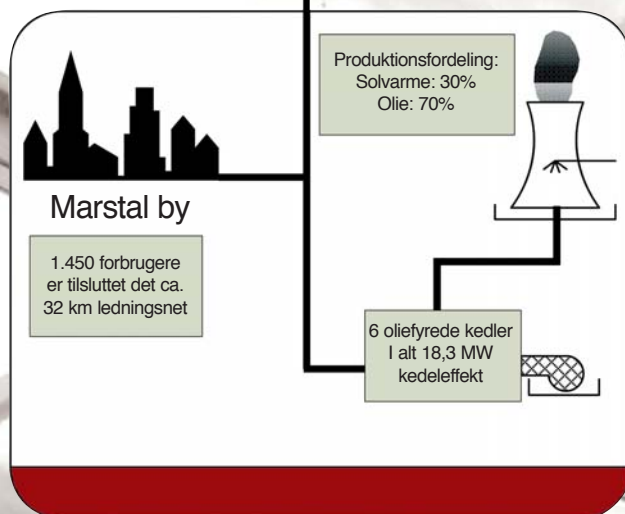 Produktionsfordeling:
Solvarme: 30%
Olie: 70%
Marstal by
1.450 forbrugere
er tilsluttet det ca.
32 km ledningsnet
6 oliefyrede kedler
I alt 18,3 MW
kedeleffekt